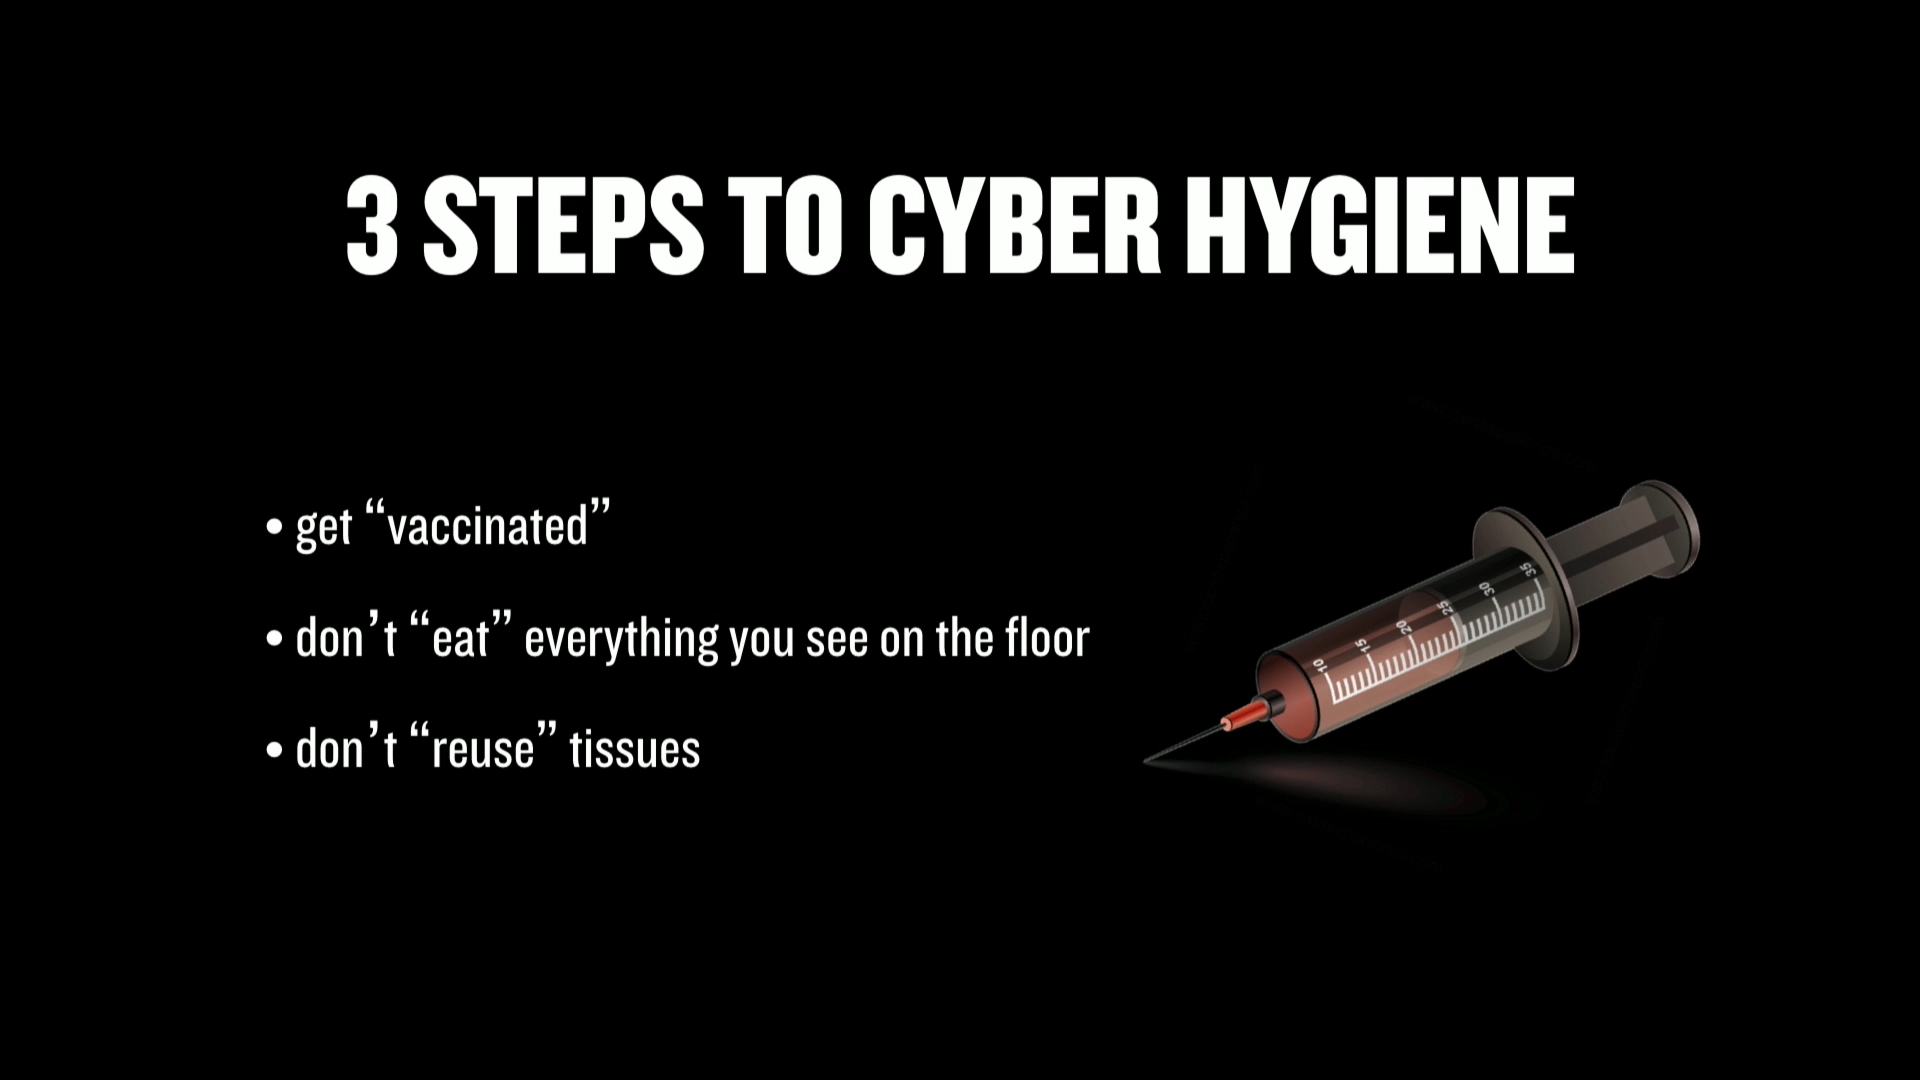 3 STEPS TO CYBER HYGIENE
• get “vaccinated”
• don’t “eat” everything you see on the floor
• don’t “reuse” tissues
10 15 20 25 30 35